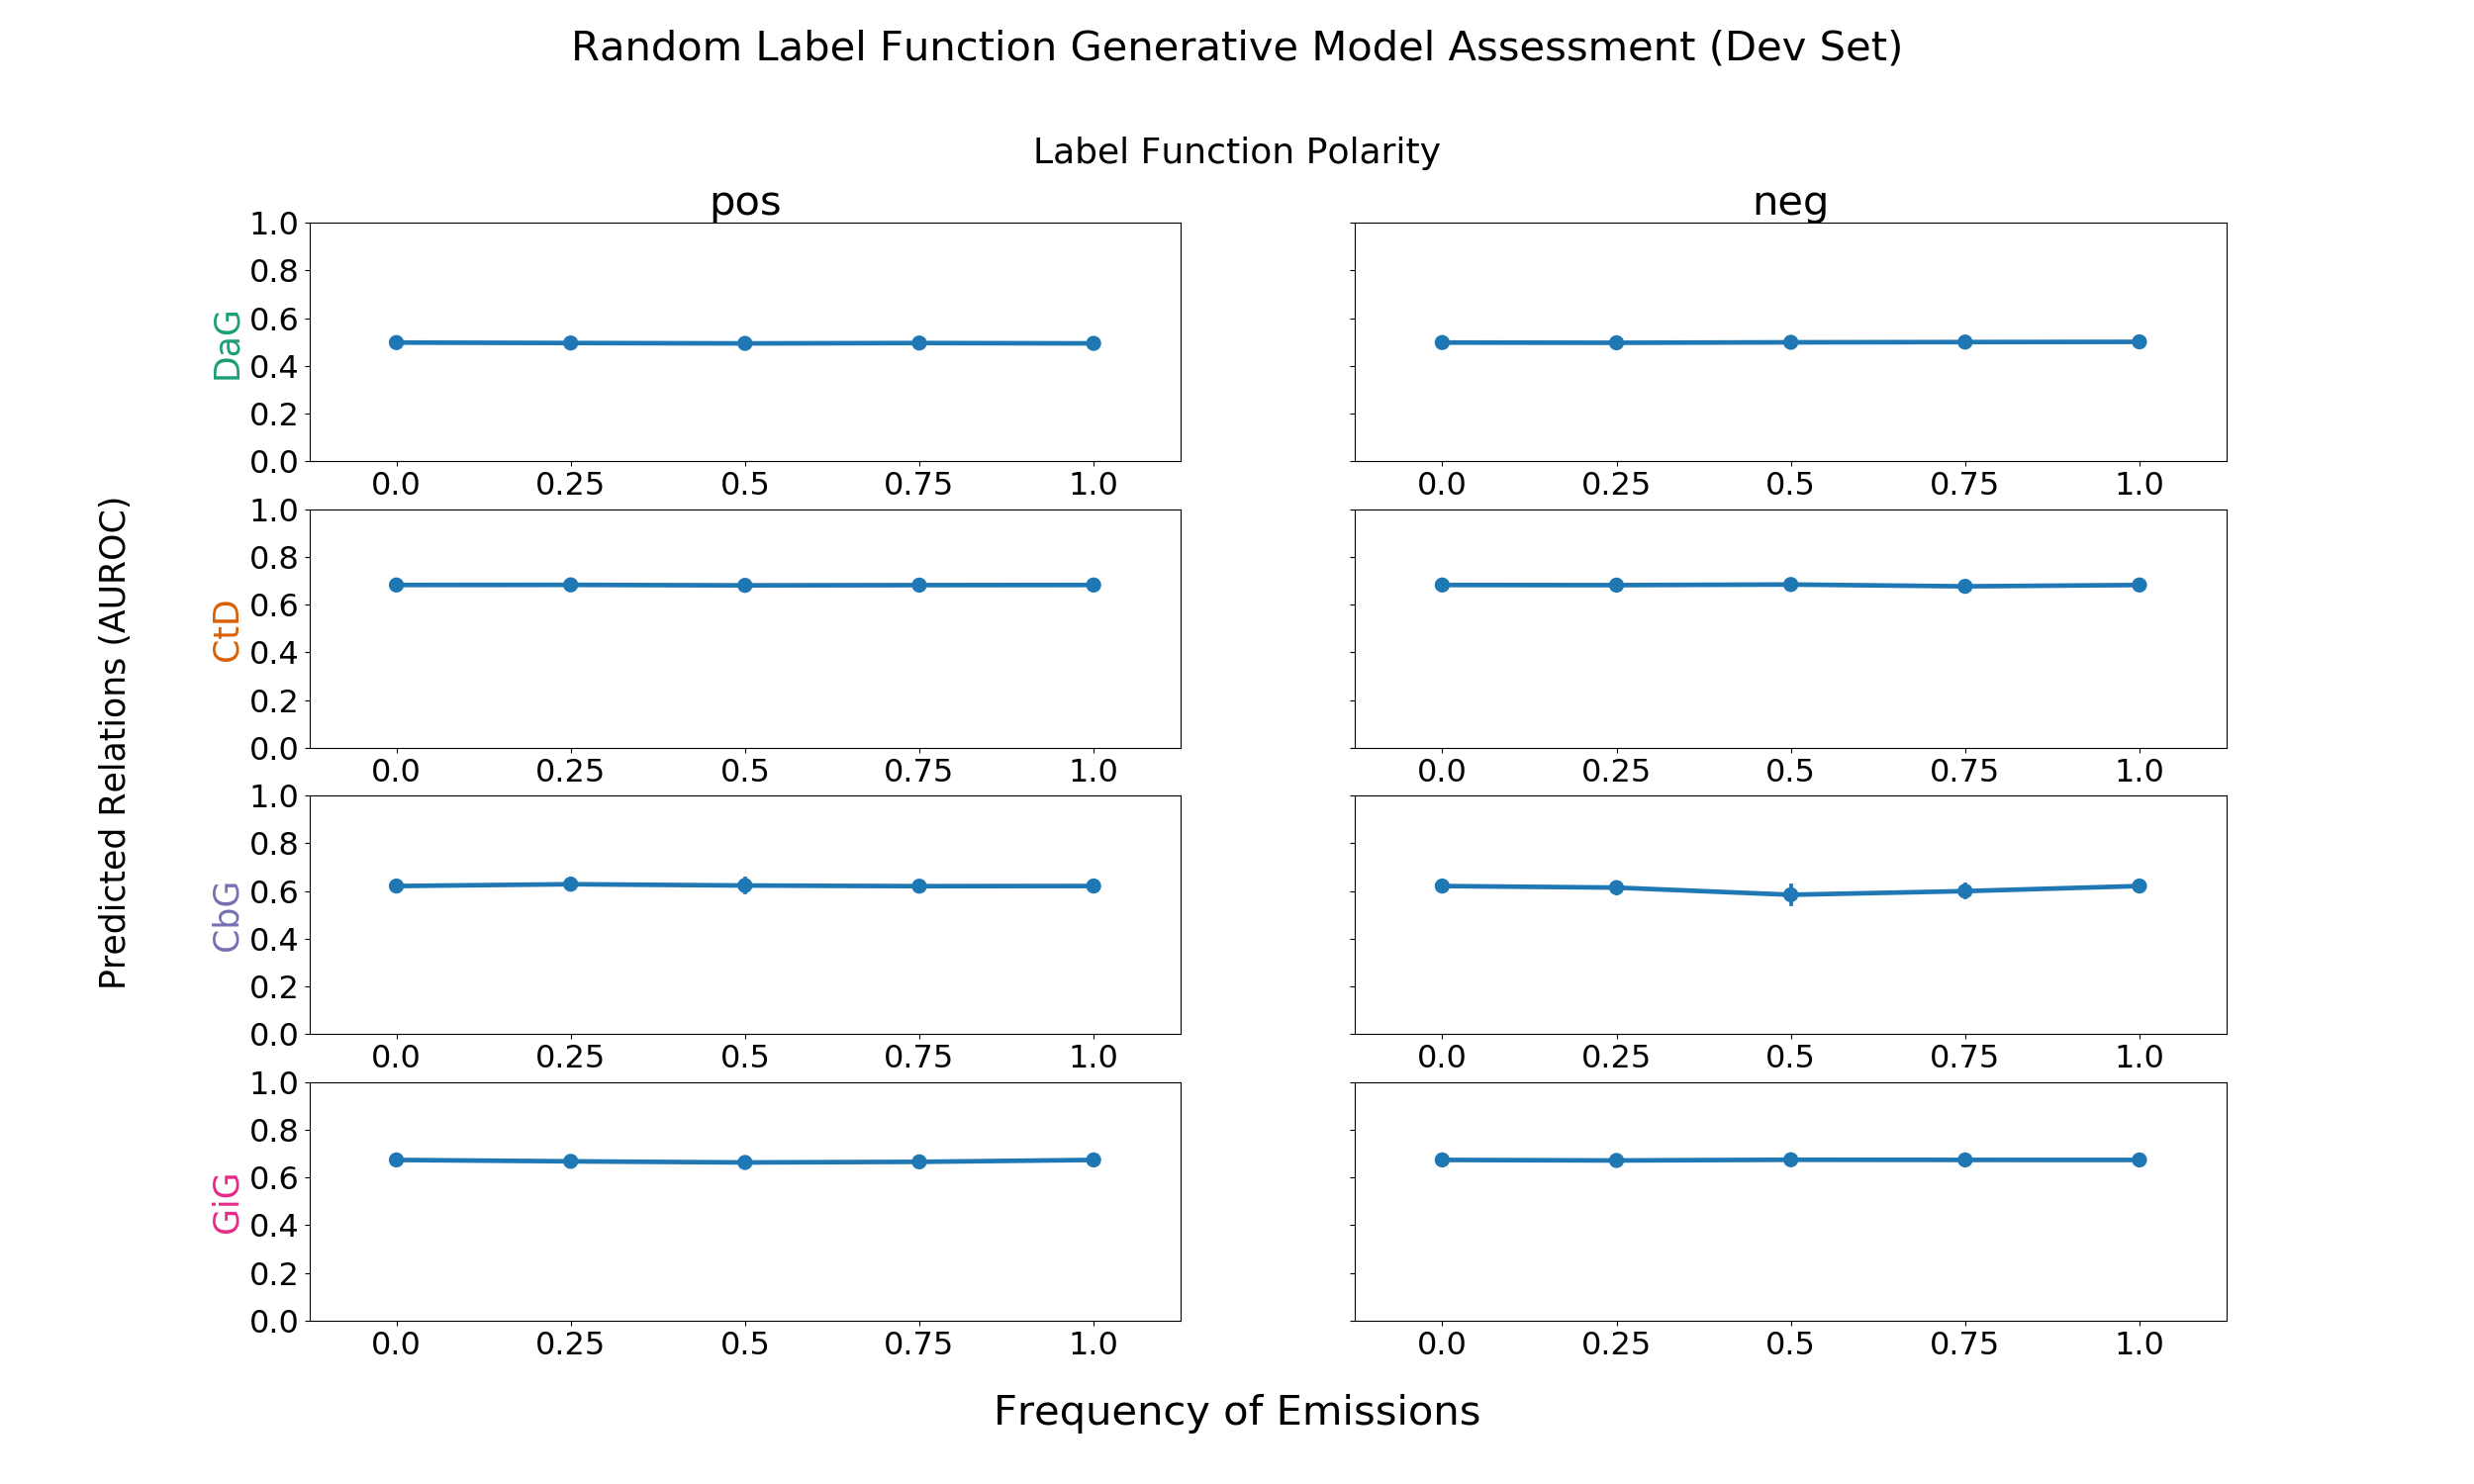 Random Label Function Generative Model Assessment (Dev Set)
Label Function Polarity
pos
neg
Predicted Relations (AUROC)
DaG
1.0
0.8
0.6
0.4
0.2
0.0
0.0 0.25 0.5 0.75 1.0
0.0 0.25 0.5 0.75 1.0
CtD
1.0
0.8
0.6
0.4
0.2
0.0
0.0 0.25 0.5 0.75 1.0
0.0 0.25 0.5 0.75 1.0
CbG
1.0
0.8
0.6
0.4
0.2
0.0
0.0 0.25 0.5 0.75 1.0
0.0 0.25 0.5 0.75 1.0
GiG
1.0
0.8
0.6
0.4
0.2
0.0
0.0 0.25 0.5 0.75 1.0
0.0 0.25 0.5 0.75 1.0
Frequency of Emissions